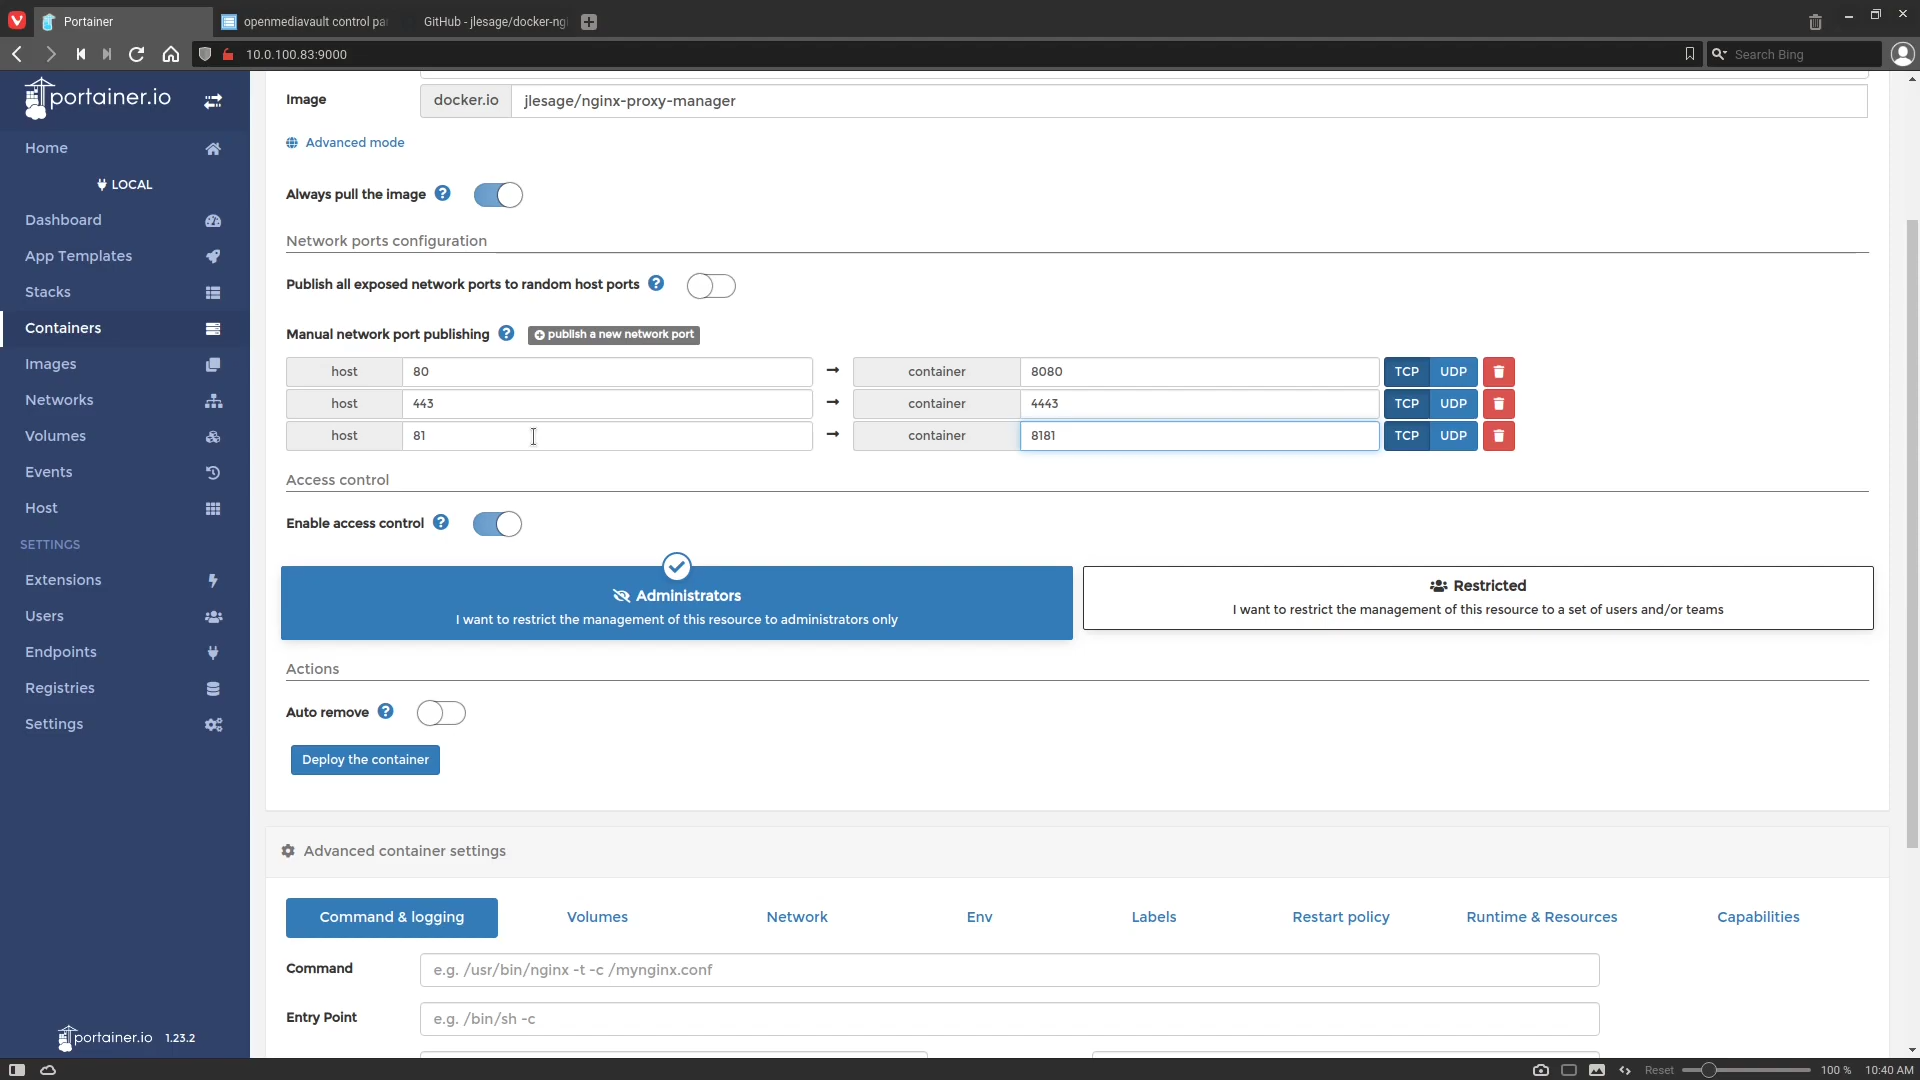 Portainer
openmediavault control pa
GitHub - jlesage/docker-ng
10.0.100.83:9000
Search Bing
portainer.io
Home
LOCAL
Dashboard
App Templates
Stacks
Containers
Images
Networks
Volumes
Events
Host
SETTINGS
Extensions
Users
Endpoints
Registries
Settings
portainer.io 1.23.2
Image
docker.io
jlesage/nginx-proxy-manager
Advanced mode
Always pull the image
Network ports configuration
Publish all exposed network ports to random host ports
Manual network port publishing
publish a new network port
host 80 → container 8080 TCP UDP
host 443 → container 4443 TCP UDP
host 81 → container 8181 TCP UDP
Access control
Enable access control
Administrators
I want to restrict the management of this resource to administrators only
Restricted
I want to restrict the management of this resource to a set of users and/or teams
Actions
Auto remove
Deploy the container
Advanced container settings
Command & logging
Volumes
Network
Env
Labels
Restart policy
Runtime & Resources
Capabilities
Command
e.g. /usr/bin/nginx -t -c /mynginx.conf
Entry Point
e.g. /bin/sh -c
Reset
100 %
10:40 AM